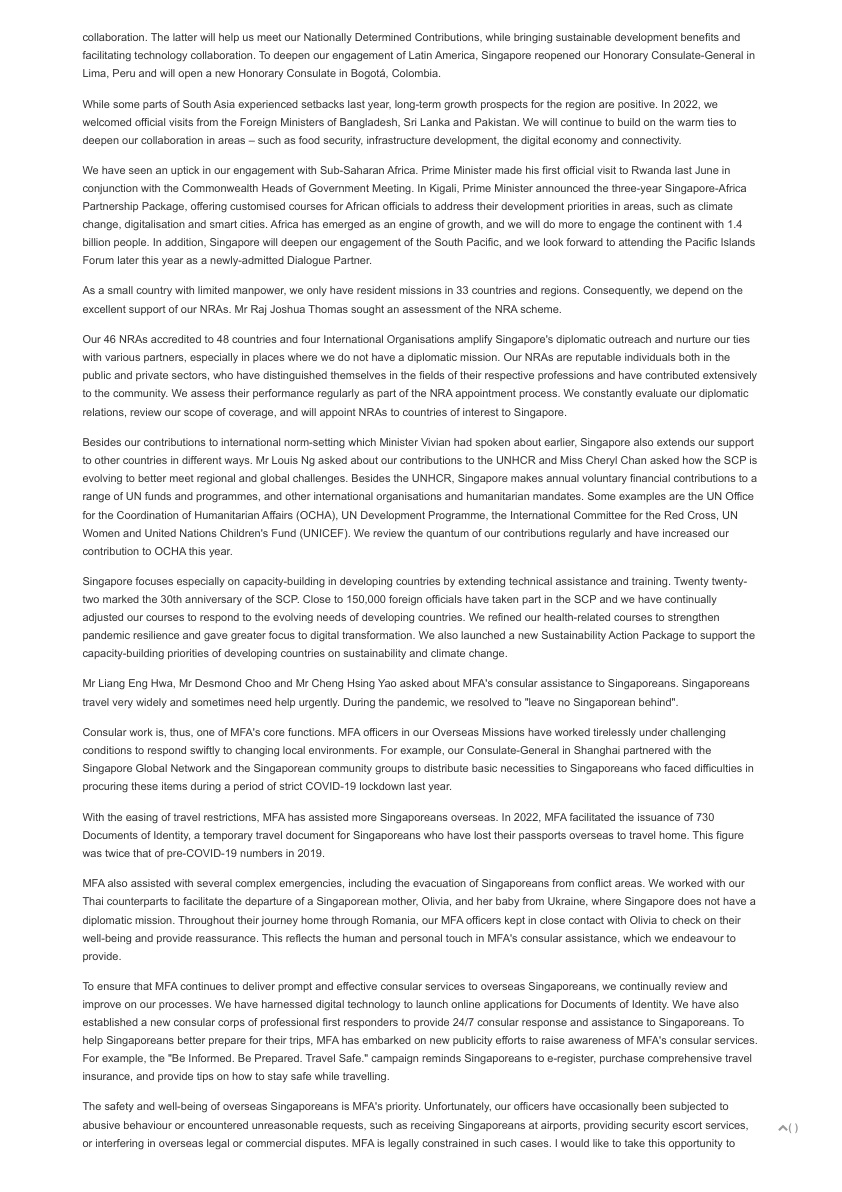 collaboration. The latter will help us meet our Nationally Determined Contributions, while bringing sustainable development benefits and
facilitating technology collaboration. To deepen our engagement of Latin America, Singapore reopened our Honorary Consulate-General in
Lima, Peru and will open a new Honorary Consulate in Bogotá, Colombia.
While some parts of South Asia experienced setbacks last year, long-term growth prospects for the region are positive. In 2022, we
welcomed official visits from the Foreign Ministers of Bangladesh, Sri Lanka and Pakistan. We will continue to build on the warm ties to
deepen our collaboration in areas – such as food security, infrastructure development, the digital economy and connectivity.
We have seen an uptick in our engagement with Sub-Saharan Africa. Prime Minister made his first official visit to Rwanda last June in
conjunction with the Commonwealth Heads of Government Meeting. In Kigali, Prime Minister announced the three-year Singapore-Africa
Partnership Package, offering customised courses for African officials to address their development priorities in areas, such as climate
change, digitalisation and smart cities. Africa has emerged as an engine of growth, and we will do more to engage the continent with 1.4
billion people. In addition, Singapore will deepen our engagement of the South Pacific, and we look forward to attending the Pacific Islands
Forum later this year as a newly-admitted Dialogue Partner.
As a small country with limited manpower, we only have resident missions in 33 countries and regions. Consequently, we depend on the
excellent support of our NRAs. Mr Raj Joshua Thomas sought an assessment of the NRA scheme.
Our 46 NRAs accredited to 48 countries and four International Organisations amplify Singapore's diplomatic outreach and nurture our ties
with various partners, especially in places where we do not have a diplomatic mission. Our NRAs are reputable individuals both in the
public and private sectors, who have distinguished themselves in the fields of their respective professions and have contributed extensively
to the community. We assess their performance regularly as part of the NRA appointment process. We constantly evaluate our diplomatic
relations, review our scope of coverage, and will appoint NRAs to countries of interest to Singapore.
Besides our contributions to international norm-setting which Minister Vivian had spoken about earlier, Singapore also extends our support
to other countries in different ways. Mr Louis Ng asked about our contributions to the UNHCR and Miss Cheryl Chan asked how the SCP is
evolving to better meet regional and global challenges. Besides the UNHCR, Singapore makes annual voluntary financial contributions to a
range of UN funds and programmes, and other international organisations and humanitarian mandates. Some examples are the UN Office
for the Coordination of Humanitarian Affairs (OCHA), UN Development Programme, the International Committee for the Red Cross, UN
Women and United Nations Children's Fund (UNICEF). We review the quantum of our contributions regularly and have increased our
contribution to OCHA this year.
Singapore focuses especially on capacity-building in developing countries by extending technical assistance and training. Twenty twenty-
two marked the 30th anniversary of the SCP. Close to 150,000 foreign officials have taken part in the SCP and we have continually
adjusted our courses to respond to the evolving needs of developing countries. We refined our health-related courses to strengthen
pandemic resilience and gave greater focus to digital transformation. We also launched a new Sustainability Action Package to support the
capacity-building priorities of developing countries on sustainability and climate change.
Mr Liang Eng Hwa, Mr Desmond Choo and Mr Cheng Hsing Yao asked about MFA's consular assistance to Singaporeans. Singaporeans
travel very widely and sometimes need help urgently. During the pandemic, we resolved to "leave no Singaporean behind".
Consular work is, thus, one of MFA's core functions. MFA officers in our Overseas Missions have worked tirelessly under challenging
conditions to respond swiftly to changing local environments. For example, our Consulate-General in Shanghai partnered with the
Singapore Global Network and the Singaporean community groups to distribute basic necessities to Singaporeans who faced difficulties in
procuring these items during a period of strict COVID-19 lockdown last year.
With the easing of travel restrictions, MFA has assisted more Singaporeans overseas. In 2022, MFA facilitated the issuance of 730
Documents of Identity, a temporary travel document for Singaporeans who have lost their passports overseas to travel home. This figure
was twice that of pre-COVID-19 numbers in 2019.
MFA also assisted with several complex emergencies, including the evacuation of Singaporeans from conflict areas. We worked with our
Thai counterparts to facilitate the departure of a Singaporean mother, Olivia, and her baby from Ukraine, where Singapore does not have a
diplomatic mission. Throughout their journey home through Romania, our MFA officers kept in close contact with Olivia to check on their
well-being and provide reassurance. This reflects the human and personal touch in MFA's consular assistance, which we endeavour to
provide.
To ensure that MFA continues to deliver prompt and effective consular services to overseas Singaporeans, we continually review and
improve on our processes. We have harnessed digital technology to launch online applications for Documents of Identity. We have also
established a new consular corps of professional first responders to provide 24/7 consular response and assistance to Singaporeans. To
help Singaporeans better prepare for their trips, MFA has embarked on new publicity efforts to raise awareness of MFA's consular services.
For example, the "Be Informed. Be Prepared. Travel Safe." campaign reminds Singaporeans to e-register, purchase comprehensive travel
insurance, and provide tips on how to stay safe while travelling.
The safety and well-being of overseas Singaporeans is MFA's priority. Unfortunately, our officers have occasionally been subjected to
abusive behaviour or encountered unreasonable requests, such as receiving Singaporeans at airports, providing security escort services,
or interfering in overseas legal or commercial disputes. MFA is legally constrained in such cases. I would like to take this opportunity to
( )